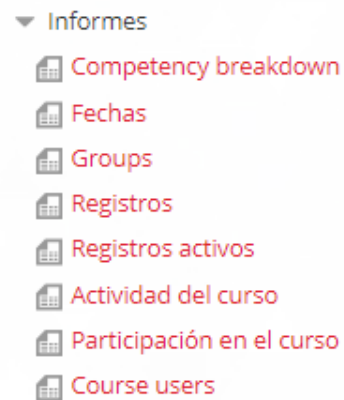 Informes
Competency breakdown
Fechas
Groups
Registros
Registros activos
Actividad del curso
Participación en el curso
Course users